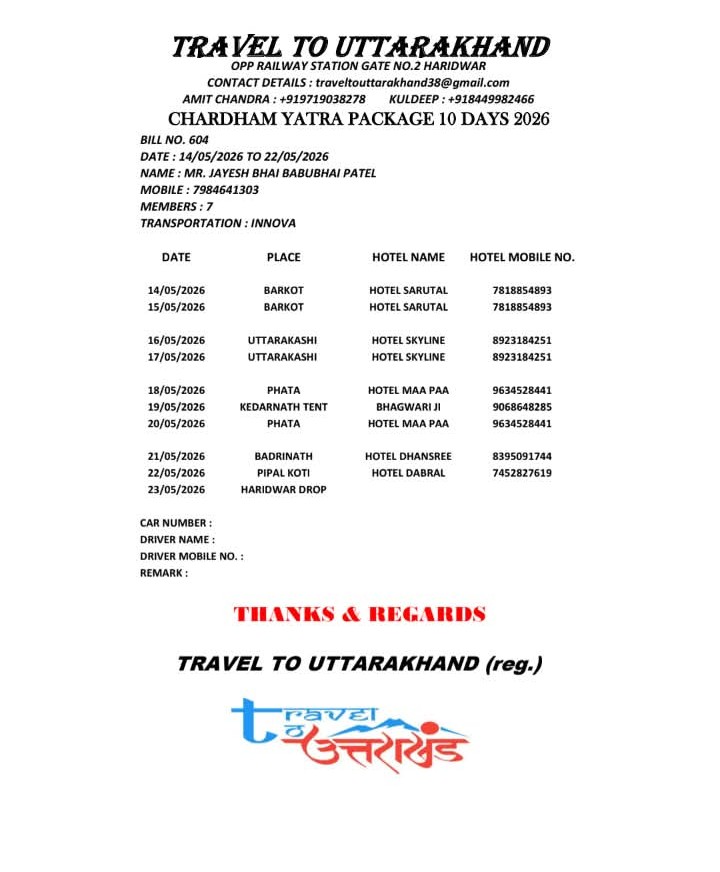 TRAVEL TO UTTARAKHAND
OPP RAILWAY STATION GATE NO.2 HARIDWAR
CONTACT DETAILS : traveltouttarakhand38@gmail.com
AMIT CHANDRA : +919719038278 KULDEEP : +918449982466
CHARDHAM YATRA PACKAGE 10 DAYS 2026
BILL NO. 604
DATE : 14/05/2026 TO 22/05/2026
NAME : MR. JAYESH BHAI BABUBHAI PATEL
MOBILE : 7984641303
MEMBERS : 7
TRANSPORTATION : INNOVA
DATE PLACE HOTEL NAME HOTEL MOBILE NO.
14/05/2026 BARKOT HOTEL SARUTAL 7818854893
15/05/2026 BARKOT HOTEL SARUTAL 7818854893
16/05/2026 UTTARAKASHI HOTEL SKYLINE 8923184251
17/05/2026 UTTARAKASHI HOTEL SKYLINE 8923184251
18/05/2026 PHATA HOTEL MAA PAA 9634528441
19/05/2026 KEDARNATH TENT BHAGWARI JI 9068648285
20/05/2026 PHATA HOTEL MAA PAA 9634528441
21/05/2026 BADRINATH HOTEL DHANSREE 8395091744
22/05/2026 PIPAL KOTI HOTEL DABRAL 7452827619
23/05/2026 HARIDWAR DROP
CAR NUMBER :
DRIVER NAME :
DRIVER MOBILE NO. :
REMARK :
THANKS & REGARDS
TRAVEL TO UTTARAKHAND (reg.)
travel
to उत्तराखंड